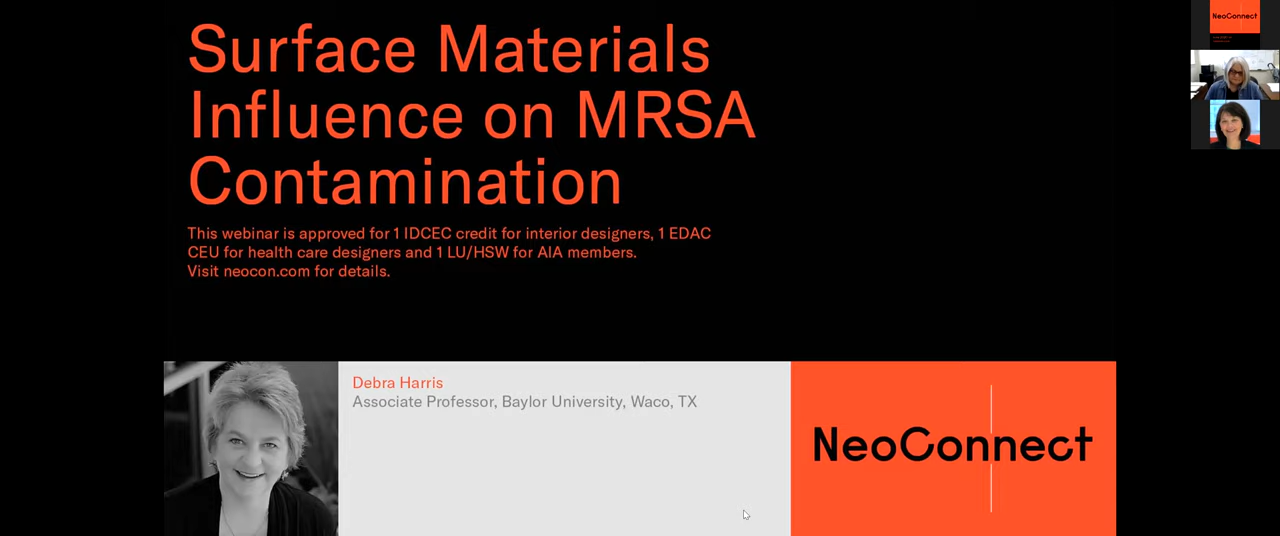 Surface Materials
Influence on MRSA
Contamination
This webinar is approved for 1 IDCEC credit for interior designers, 1 EDAC
CEU for health care designers and 1 LU/HSW for AIA members.
Visit neocon.com for details.
Debra Harris
Associate Professor, Baylor University, Waco, TX
NeoConnect
NeoConnect